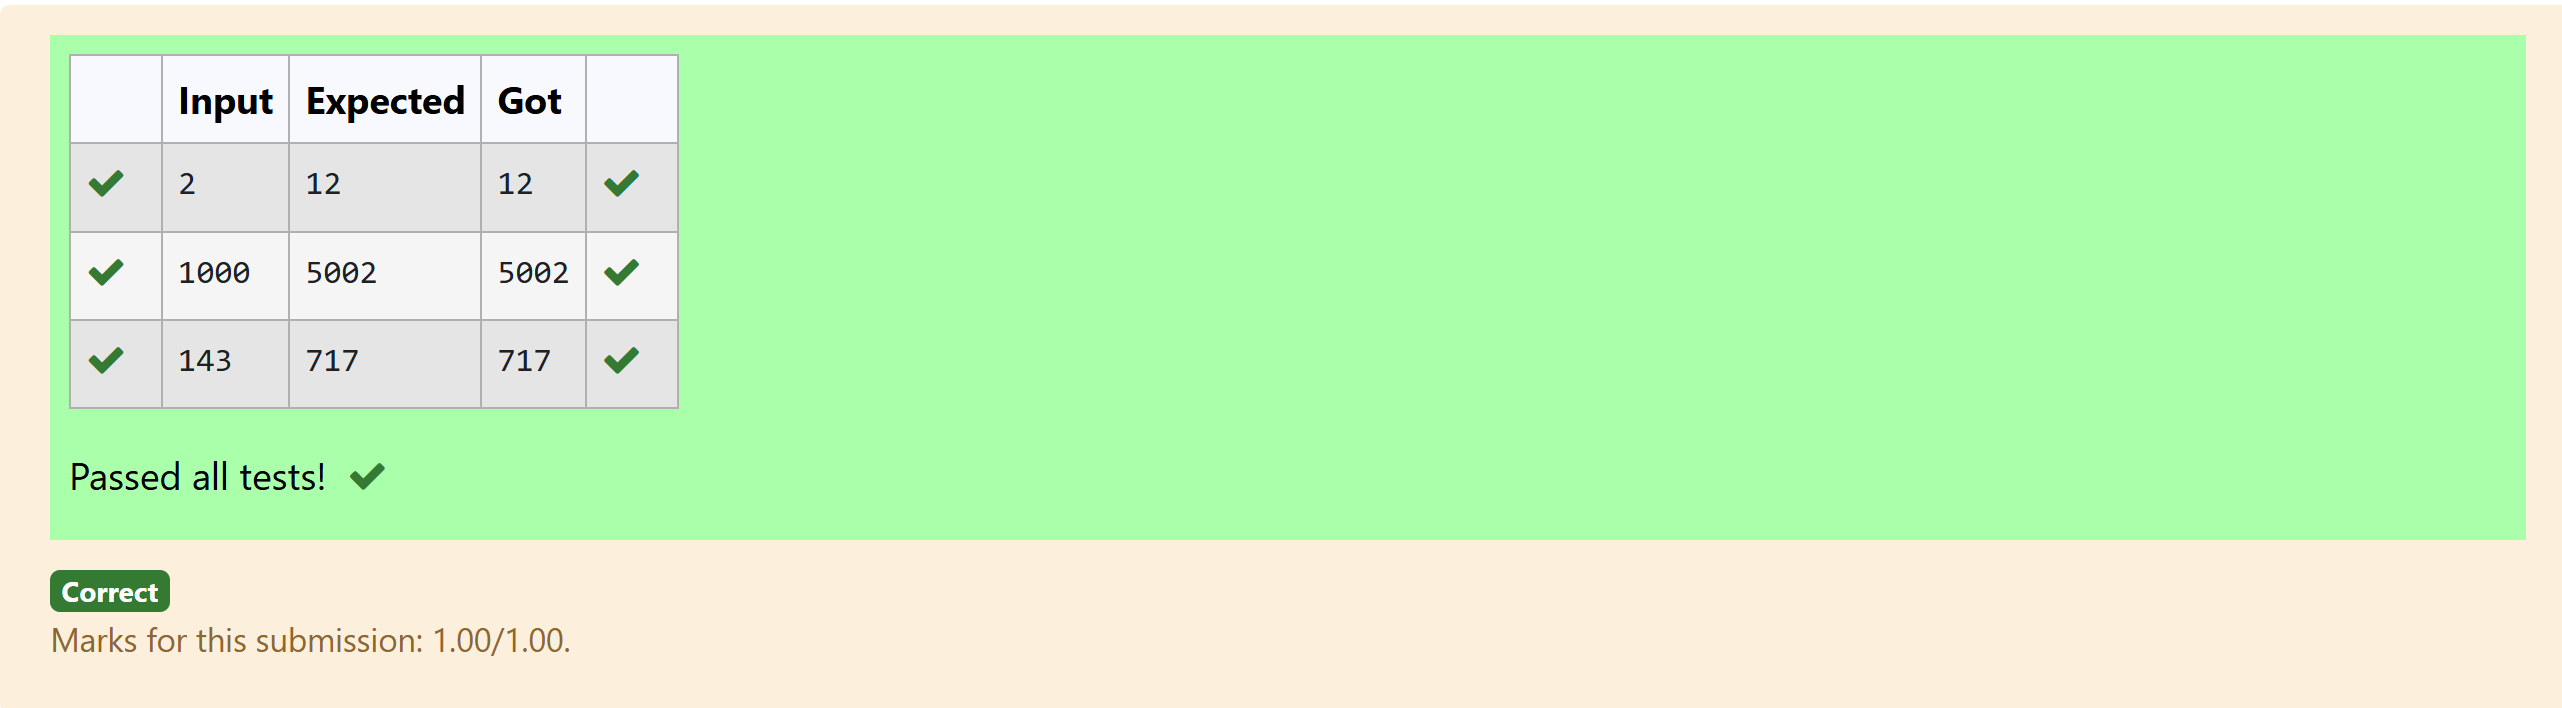 Input Expected Got
2 12 12
1000 5002 5002
143 717 717
Passed all tests!
Correct
Marks for this submission: 1.00/1.00.